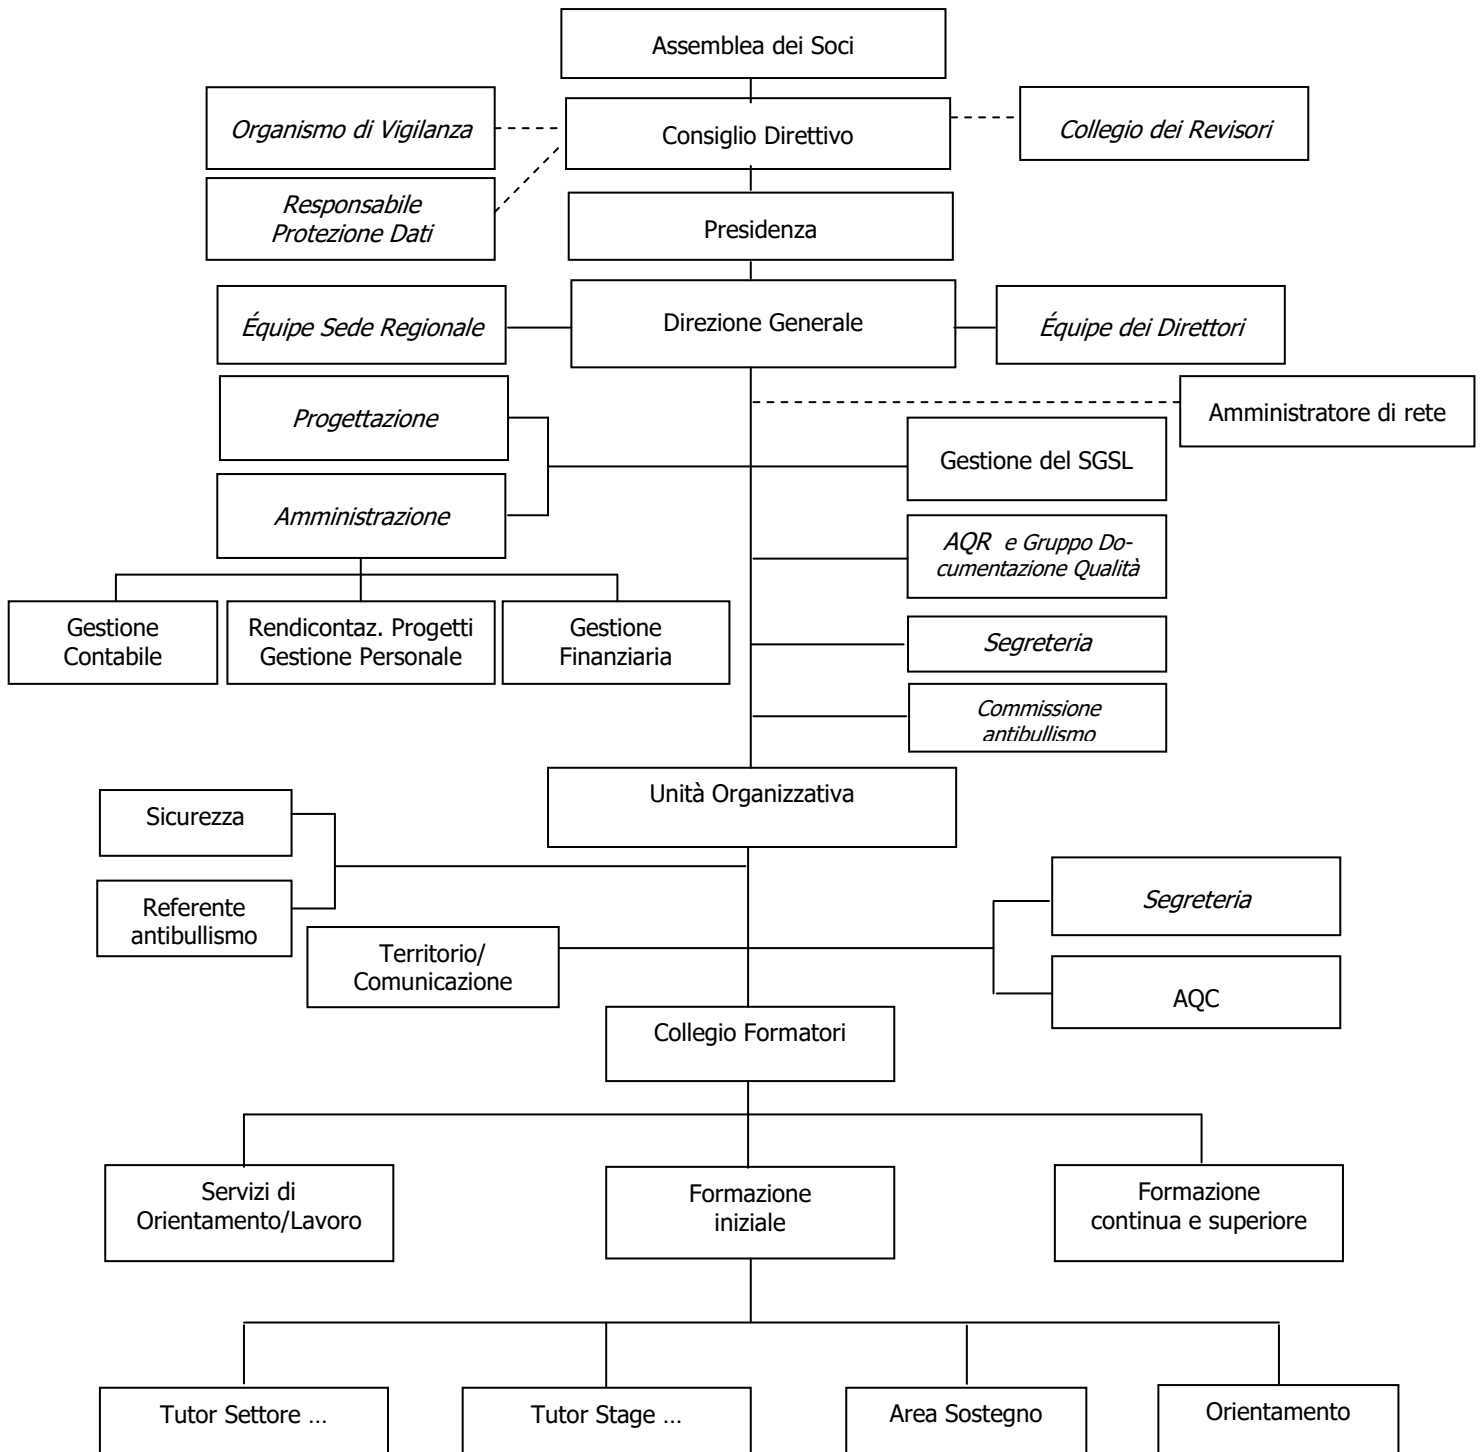 Assemblea dei Soci
Organismo di Vigilanza
Consiglio Direttivo
Collegio dei Revisori
Responsabile
Protezione Dati
Presidenza
Équipe Sede Regionale
Direzione Generale
Équipe dei Direttori
Progettazione
Amministratore di rete
Gestione del SGSL
Amministrazione
AQR e Gruppo Do-
cumentazione Qualità
Gestione
Contabile
Rendicontaz. Progetti
Gestione Personale
Gestione
Finanziaria
Segreteria
Commissione
antibullismo
Unità Organizzativa
Sicurezza
Referente
antibullismo
Territorio/
Comunicazione
Segreteria
AQC
Collegio Formatori
Servizi di
Orientamento/Lavoro
Formazione
iniziale
Formazione
continua e superiore
Tutor Settore ...
Tutor Stage ...
Area Sostegno
Orientamento